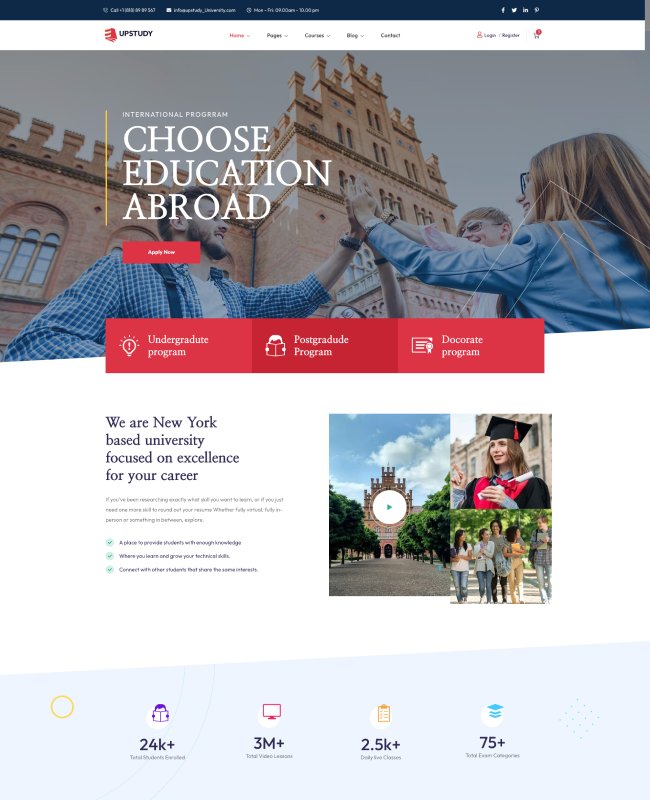 Call +1 (818) 89 89 567
info@upstudy_University.com
Mon - Fri: 09.00am - 10.00 pm
UPSTUDY
Home
Pages
Courses
Blog
Contact
Login / Register
INTERNATIONAL PROGRRAM
CHOOSE
EDUCATION
ABROAD
Apply Now
Undergradute
program
Postgradude
Program
Docorate
program
We are New York
based university
focused on excellence
for your career
If you've been researching exactly what skill you want to learn, or if you just
need one more skill to round out your resume Whether fully virtual, fully in-
person or something in between, explore.
A place to provide students with enough knowledge
Where you learn and grow your technical skills.
Connect with other students that share the same interests.
24k+
Total Students Enrolled
3M+
Total Video Lessons
2.5k+
Daily live Classes
75+
Total Exam Categories